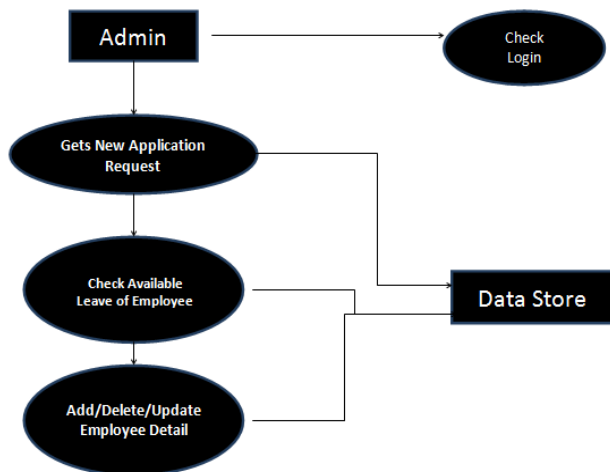 Admin
Check
Login
Gets New Application
Request
Check Available
Leave of Employee
Data Store
Add/Delete/Update
Employee Detail